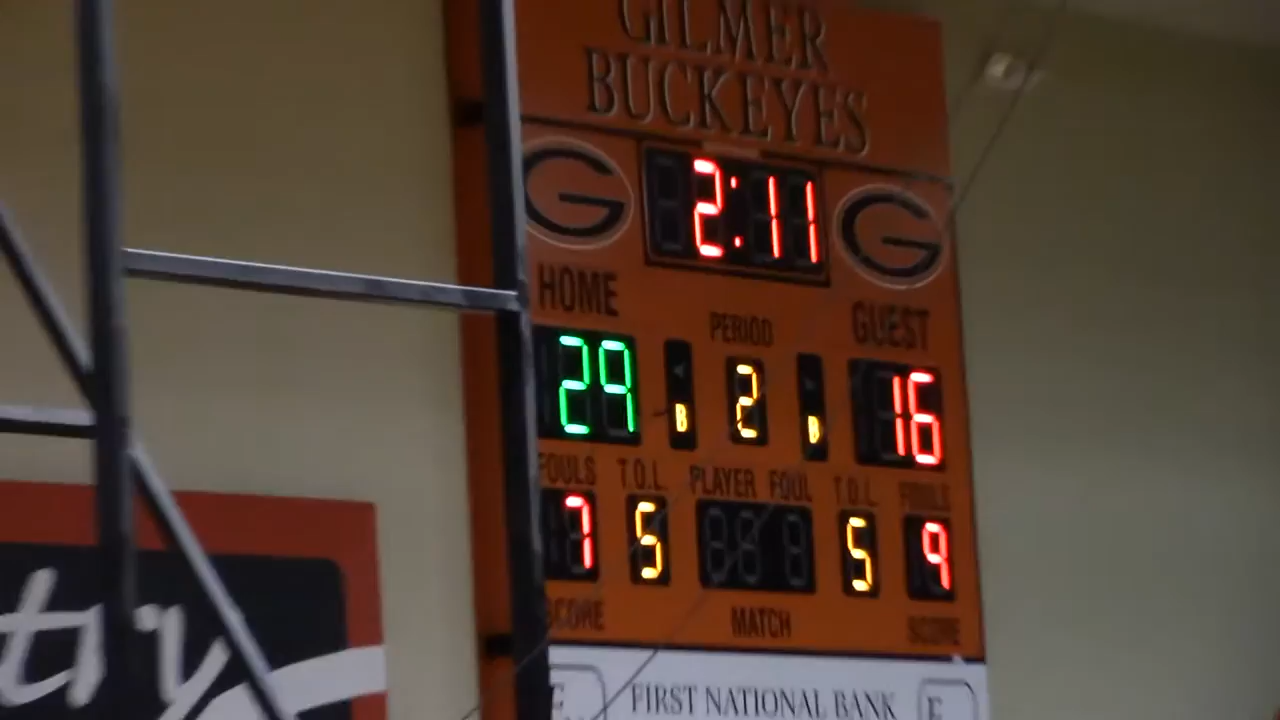 GILMER
BUCKEYES
G 2:11 G
HOME PERIOD GUEST
29 B 2 B 16
FOULS T.O.L. PLAYER FOUL T.O.L. FOULS
7 5 5 9
SCORE MATCH SCORE
E FIRST NATIONAL BANK E
try